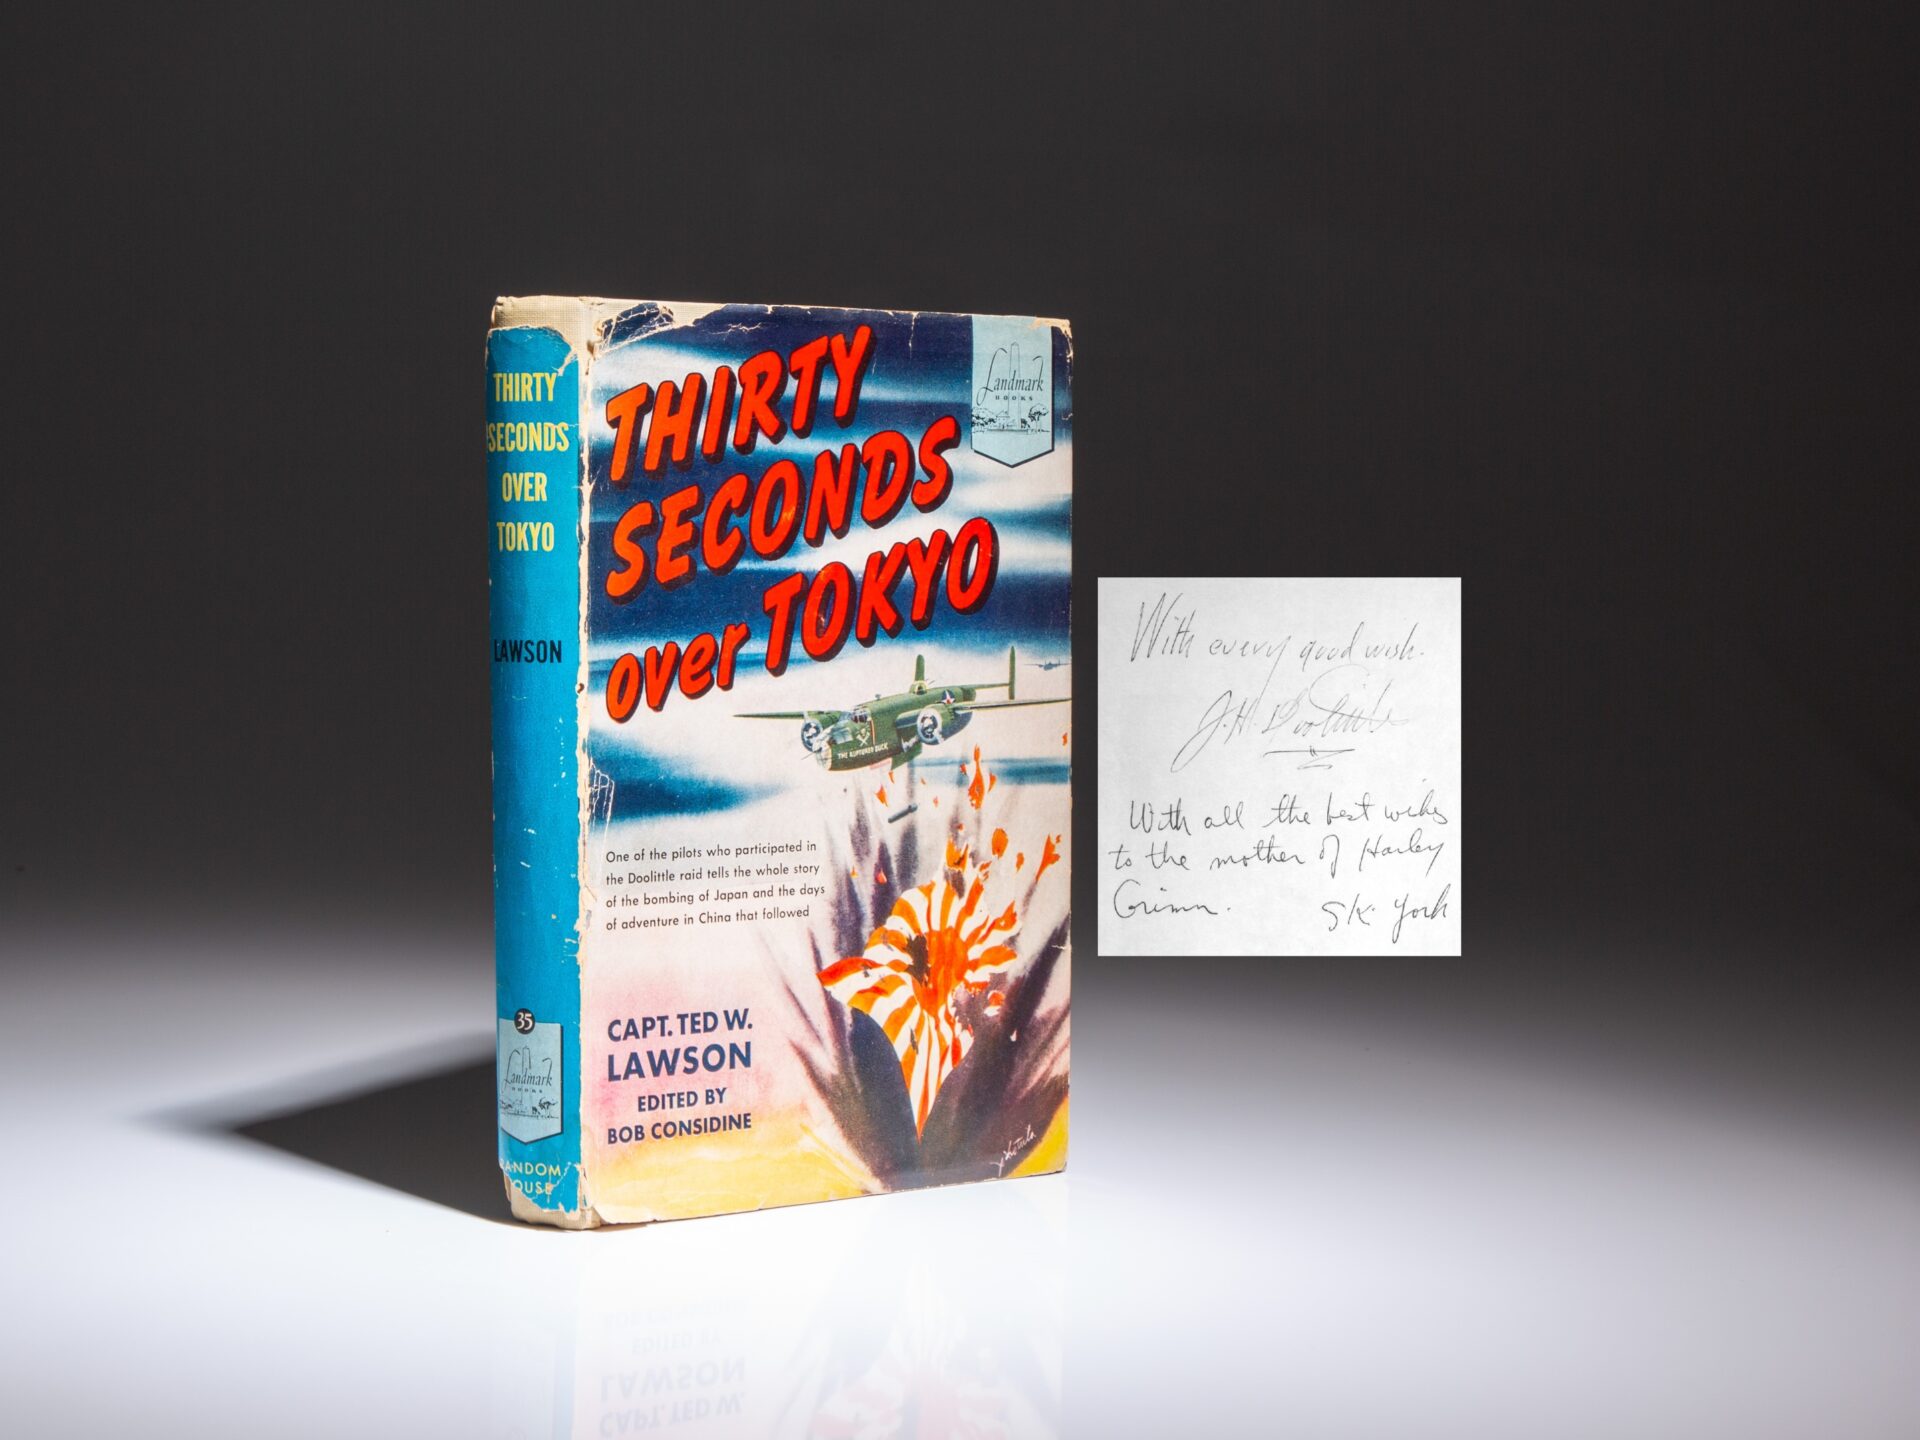 THIRTY
SECONDS
OVER
TOKYO
LAWSON
35
Landmark
BOOKS
RANDOM
HOUSE
THIRTY
SECONDS
over TOKYO
Landmark
BOOKS
THE RUPTURED DUCK
One of the pilots who participated in
the Doolittle raid tells the whole story
of the bombing of Japan and the days
of adventure in China that followed
CAPT. TED W.
LAWSON
EDITED BY
BOB CONSIDINE
With every good wish.
J. H. Doolittle
With all the best wishes
to the mother of Harley
Grimm. SK. York